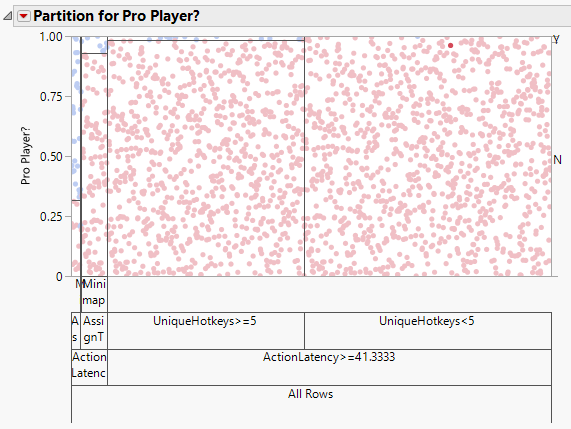 Partition for Pro Player?
1.00
Y
0.75
Pro Player?
0.50
N
0.25
0
M
Mini
map
A
s
Assi
gnT
UniqueHotkeys>=5
UniqueHotkeys<5
Action
Latenc
ActionLatency>=41.3333
All Rows